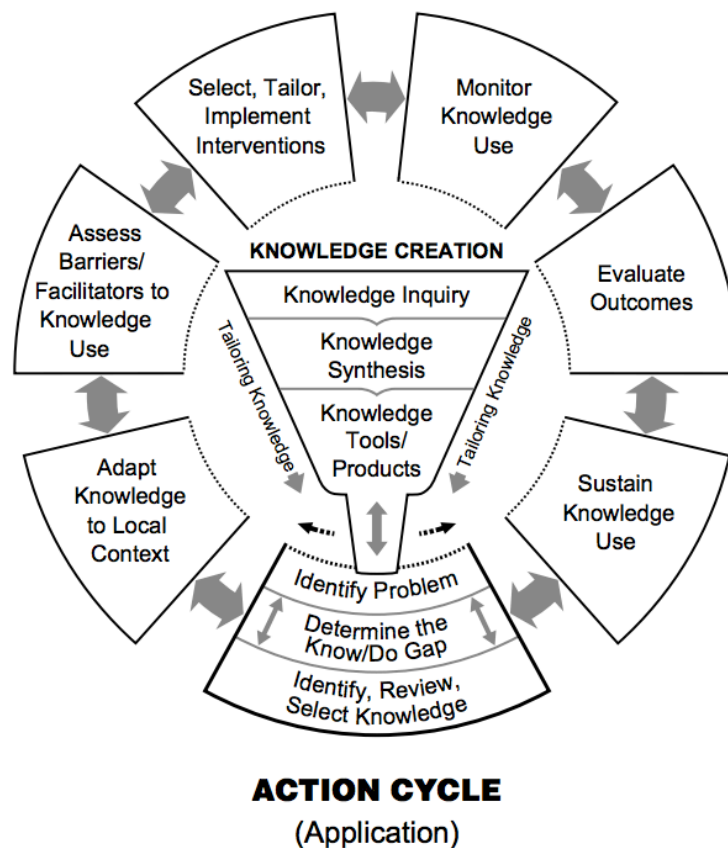 Select, Tailor,
Implement
Interventions
Monitor
Knowledge
Use
Assess
Barriers/
Facilitators to
Knowledge
Use
KNOWLEDGE CREATION
Knowledge Inquiry
Knowledge
Synthesis
Knowledge
Tools/
Products
Tailoring Knowledge
Tailoring Knowledge
Evaluate
Outcomes
Adapt
Knowledge
to Local
Context
Sustain
Knowledge
Use
Identify Problem
Determine the
Know/Do Gap
Identify, Review,
Select Knowledge
ACTION CYCLE
(Application)